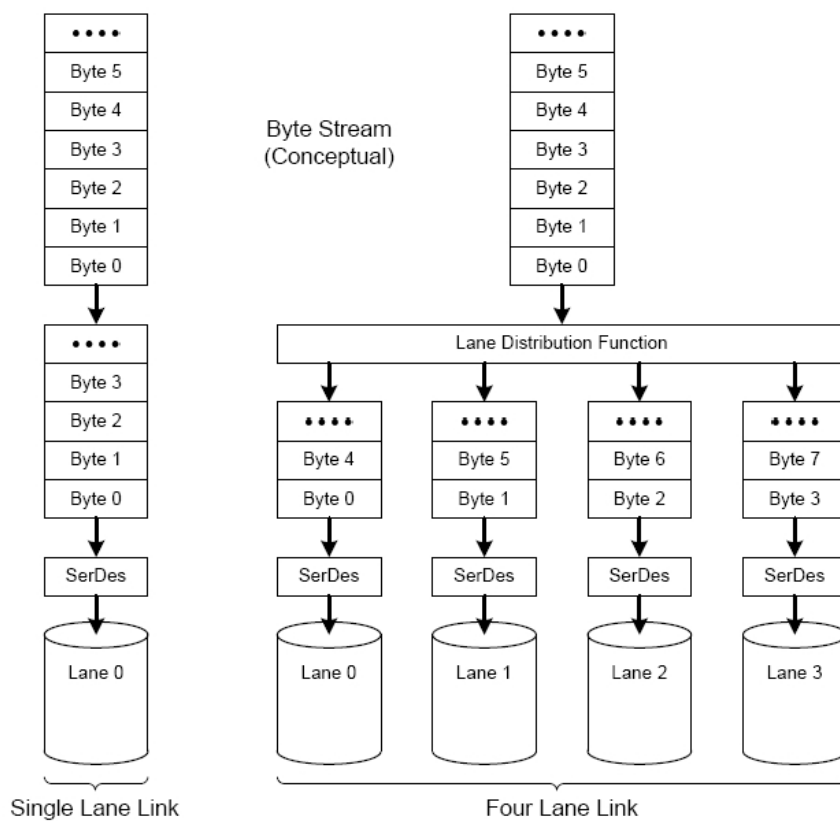 ••••
Byte 5
Byte 4
Byte 3
Byte 2
Byte 1
Byte 0
••••
Byte 3
Byte 2
Byte 1
Byte 0
SerDes
Lane 0
Single Lane Link
Byte Stream
(Conceptual)
••••
Byte 5
Byte 4
Byte 3
Byte 2
Byte 1
Byte 0
Lane Distribution Function
••••
Byte 4
Byte 0
SerDes
Lane 0
••••
Byte 5
Byte 1
SerDes
Lane 1
••••
Byte 6
Byte 2
SerDes
Lane 2
••••
Byte 7
Byte 3
SerDes
Lane 3
Four Lane Link